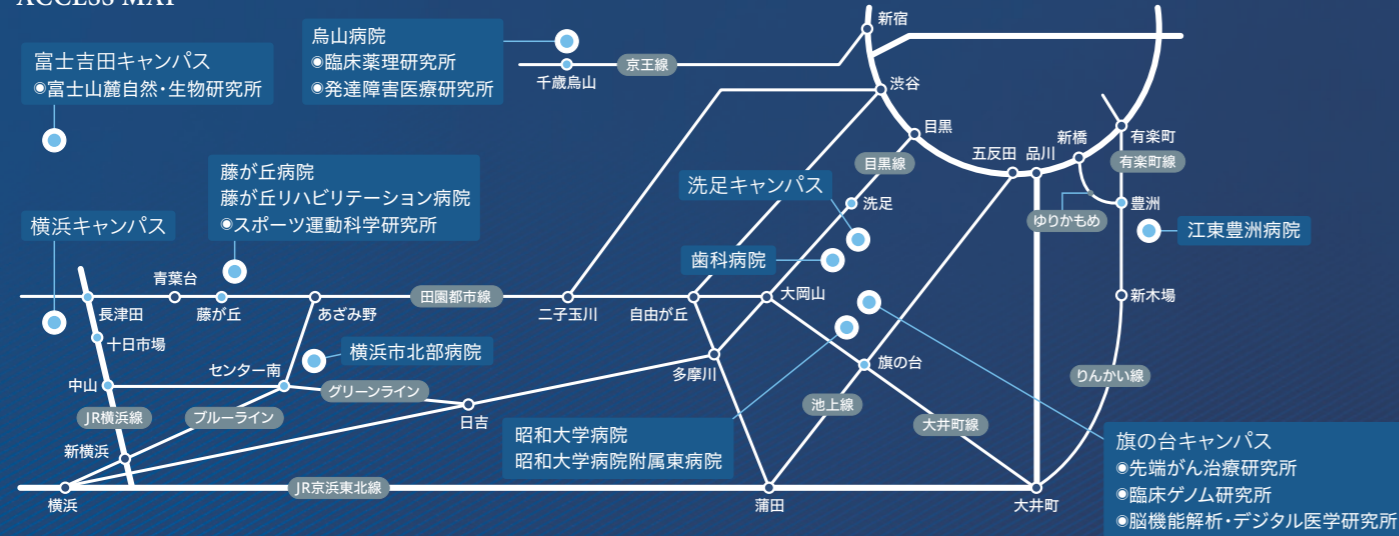 ACCESS MAP
富士吉田キャンパス
◉富士山麓自然・生物研究所
烏山病院
◉臨床薬理研究所
◉発達障害医療研究所
千歳烏山
京王線
新宿
渋谷
目黒
目黒線
五反田
品川
新橋
有楽町
有楽町線
ゆりかもめ
豊洲
江東豊洲病院
新木場
りんかい線
藤が丘病院
藤が丘リハビリテーション病院
◉スポーツ運動科学研究所
横浜キャンパス
洗足キャンパス
洗足
歯科病院
青葉台
長津田
藤が丘
あざみ野
田園都市線
二子玉川
自由が丘
大岡山
十日市場
中山
センター南
横浜市北部病院
グリーンライン
ブルーライン
JR横浜線
新横浜
日吉
多摩川
旗の台
池上線
大井町線
昭和大学病院
昭和大学病院附属東病院
旗の台キャンパス
◉先端がん治療研究所
◉臨床ゲノム研究所
◉脳機能解析・デジタル医学研究所
横浜
JR京浜東北線
蒲田
大井町